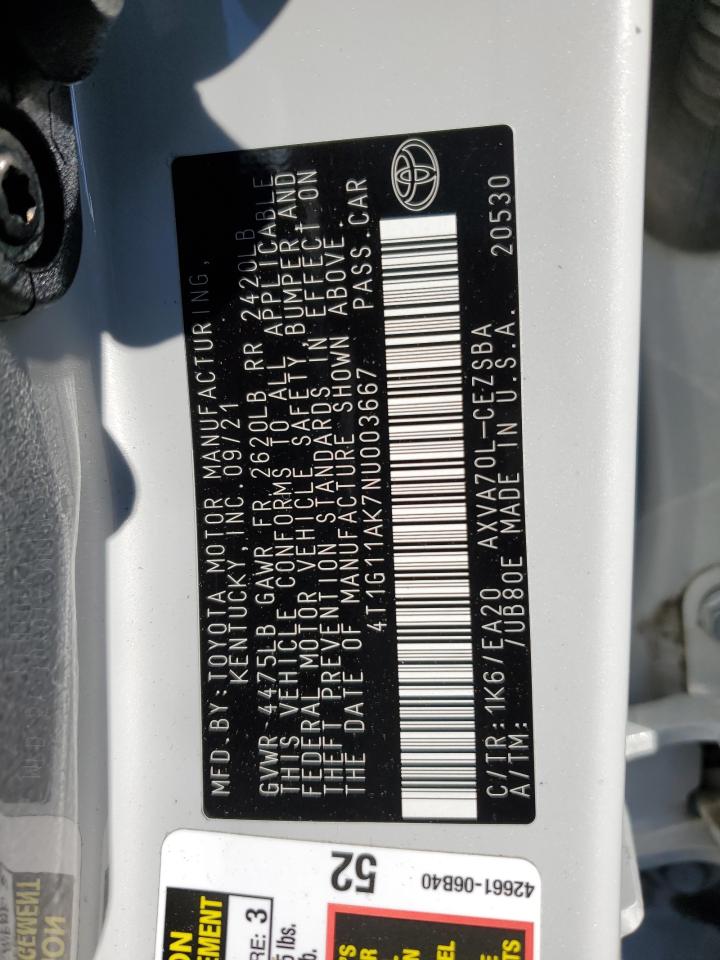 MFD. BY: TOYOTA MOTOR MANUFACTURING,
KENTUCKY, INC. 09/21
GVWR 4475LB GAWR FR 2620LB RR 2420LB
THIS VEHICLE CONFORMS TO ALL APPLICABLE
FEDERAL MOTOR VEHICLE SAFETY, BUMPER, AND
THEFT PREVENTION STANDARDS IN EFFECT ON
THE DATE OF MANUFACTURE SHOWN ABOVE.
4T1G11AK7NU003667 PASS.CAR
C/TR: 1K6/EA20 AXVA70L-CEZSBA 20530
A/TM: /UB80E MADE IN U.S.A.
52
42661-06B40